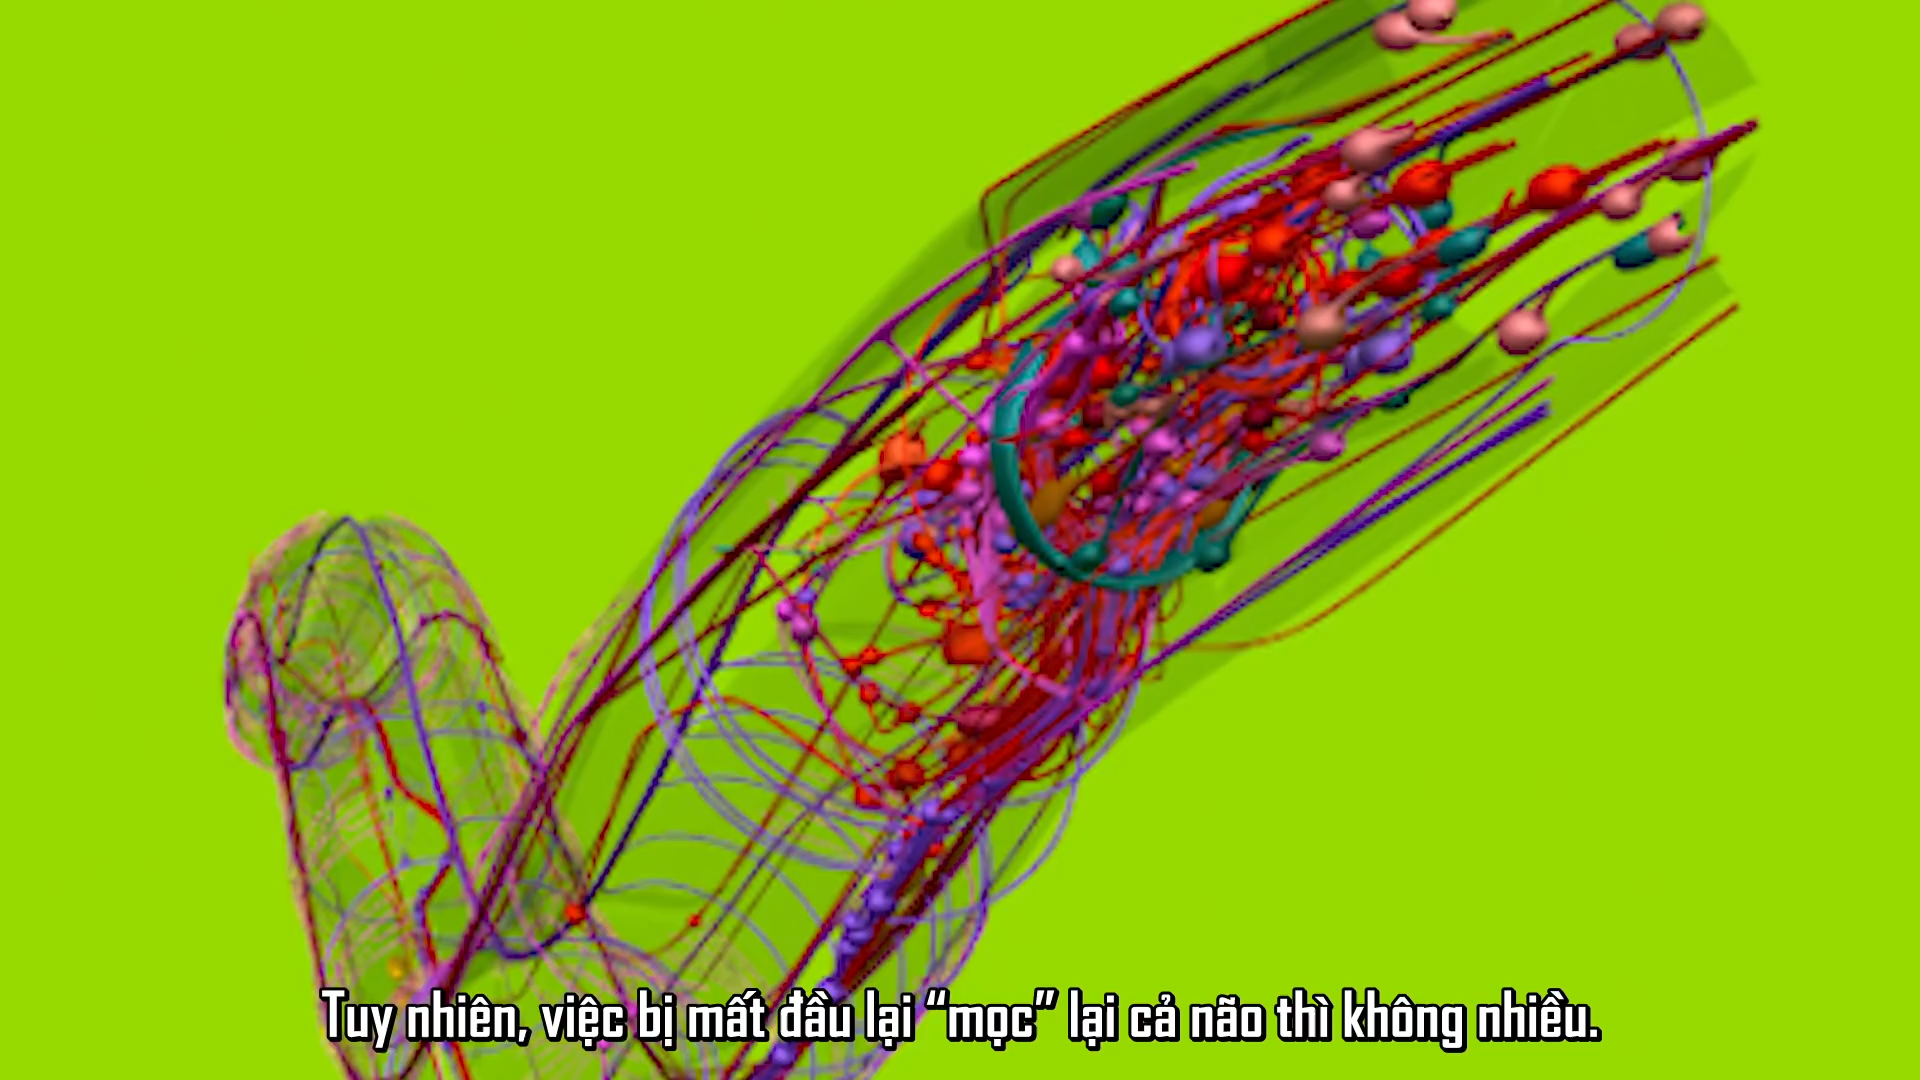 Tuy nhiên, việc bị mất đầu lại “mọc” lại cả não thì không nhiều.